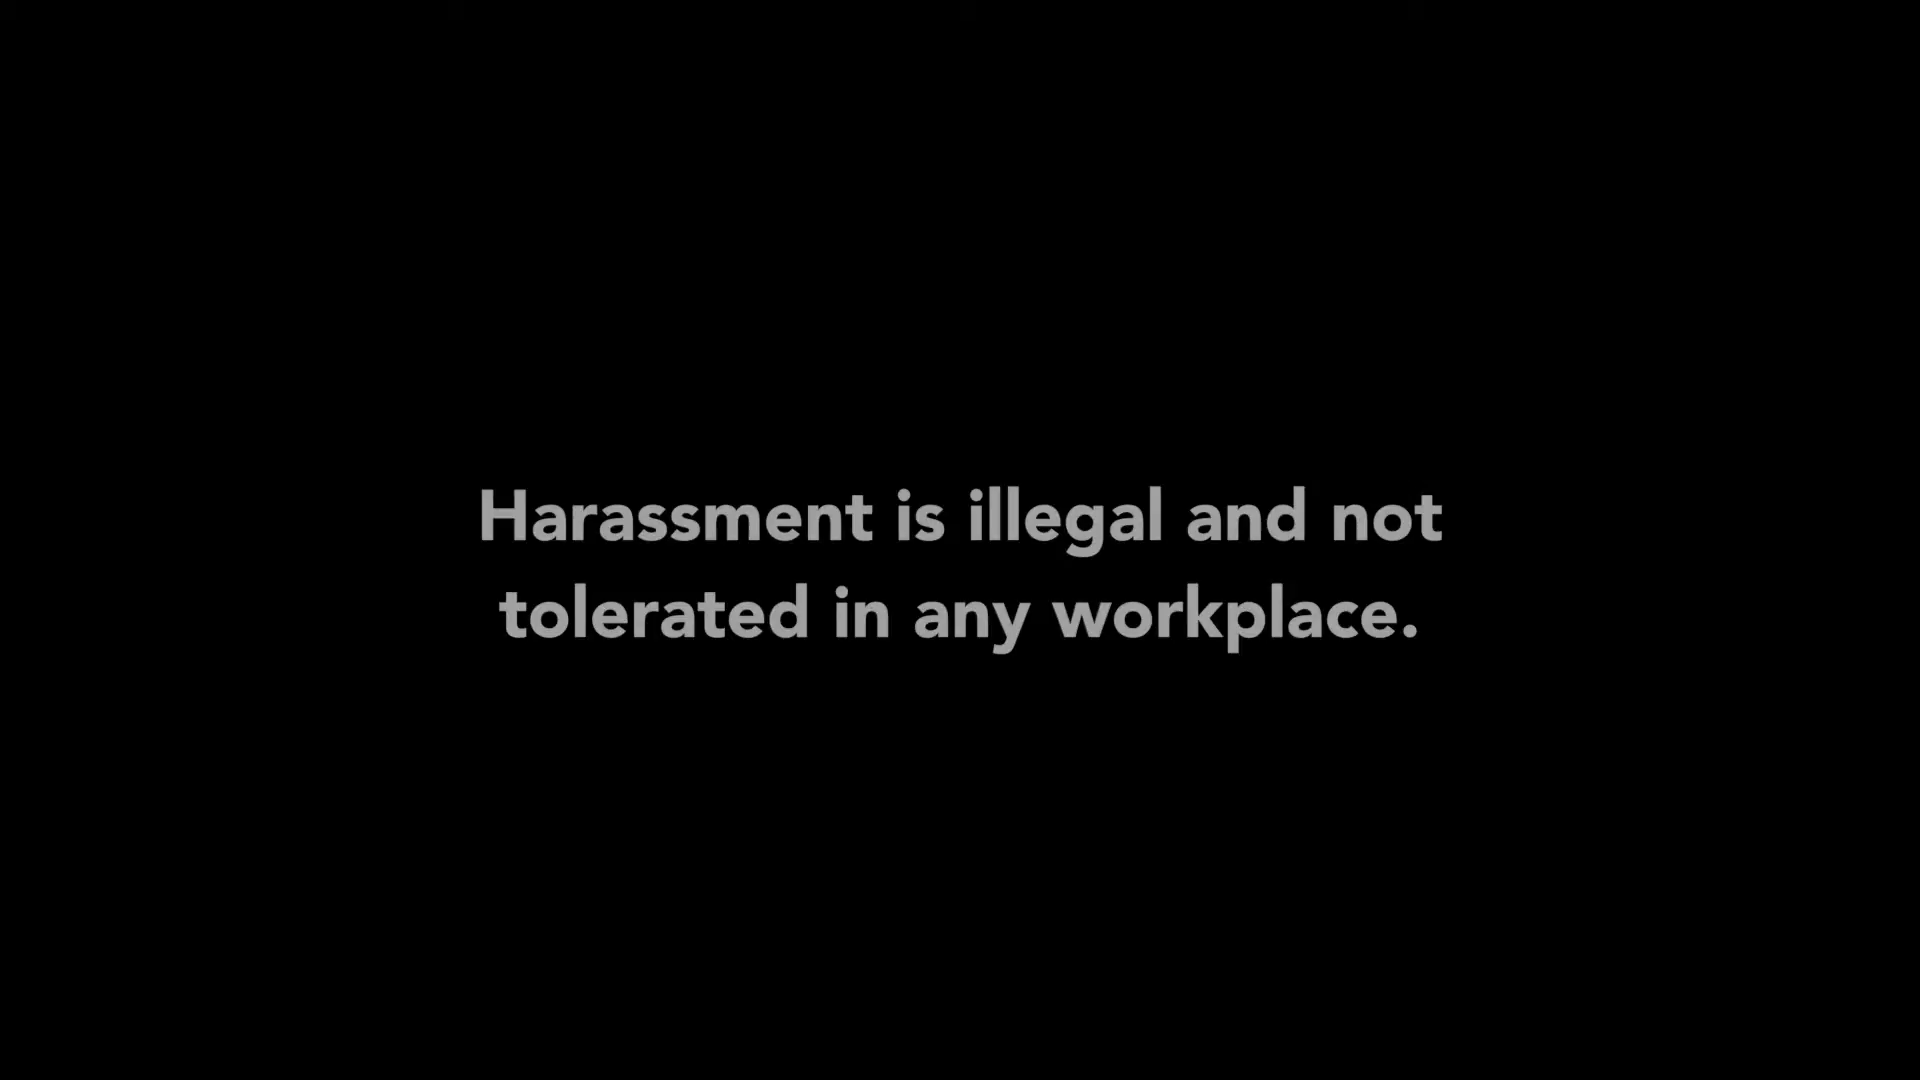 Harassment is illegal and not
tolerated in any workplace.